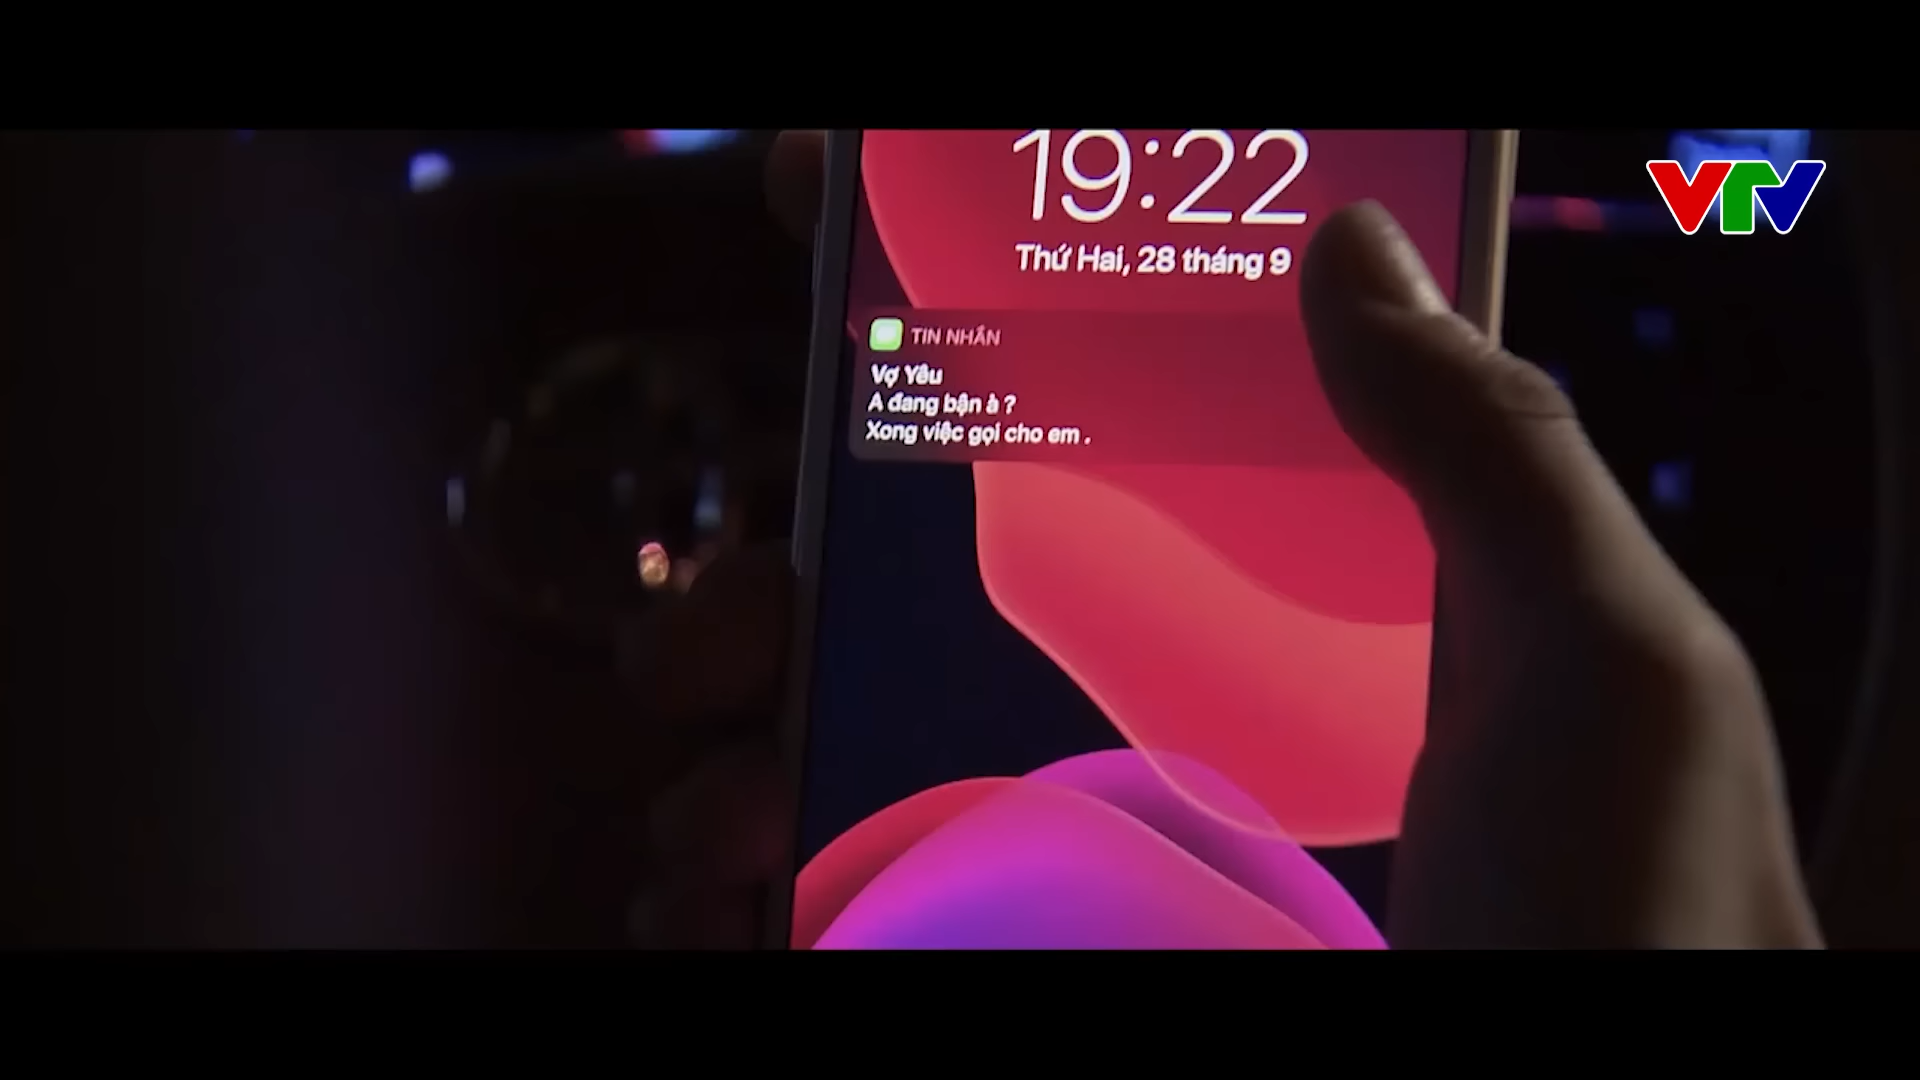 VTV
19:22
Thứ Hai, 28 tháng 9
TIN NHẮN
Vợ Yêu
A đang bận à ?
Xong việc gọi cho em .